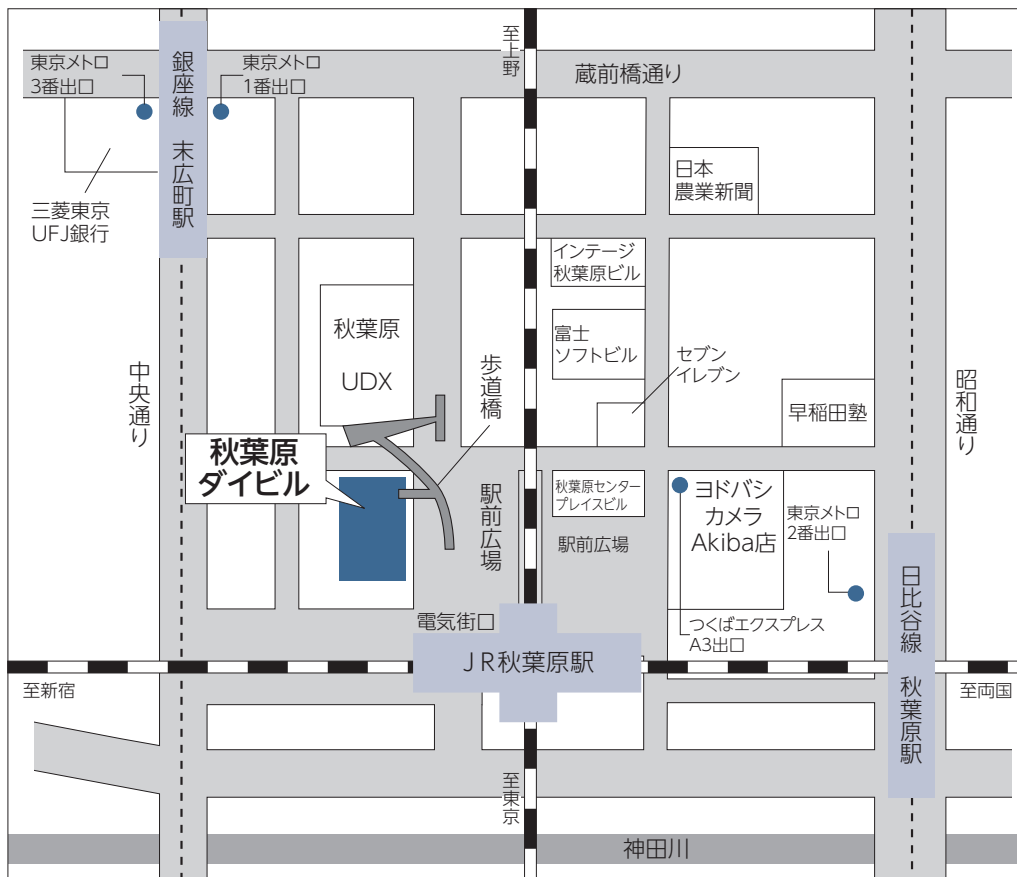 至上野
蔵前橋通り
東京メトロ
3番出口
銀座線 末広町駅
東京メトロ
1番出口
三菱東京
UFJ銀行
日本
農業新聞
インテージ
秋葉原ビル
富士
ソフトビル
セブン
イレブン
早稲田塾
秋葉原
UDX
歩道橋
中央通り
昭和通り
秋葉原
ダイビル
駅前広場
秋葉原センター
プレイスビル
駅前広場
ヨドバシ
カメラ
Akiba店
東京メトロ
2番出口
つくばエクスプレス
A3出口
電気街口
JR秋葉原駅
日比谷線 秋葉原駅
至新宿
至両国
至東京
神田川